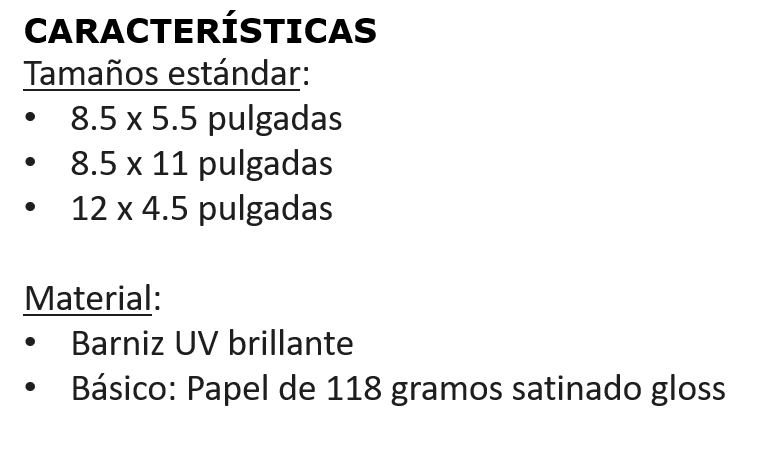 CARACTERÍSTICAS
Tamaños estándar:
• 8.5 x 5.5 pulgadas
• 8.5 x 11 pulgadas
• 12 x 4.5 pulgadas
Material:
• Barniz UV brillante
• Básico: Papel de 118 gramos satinado gloss